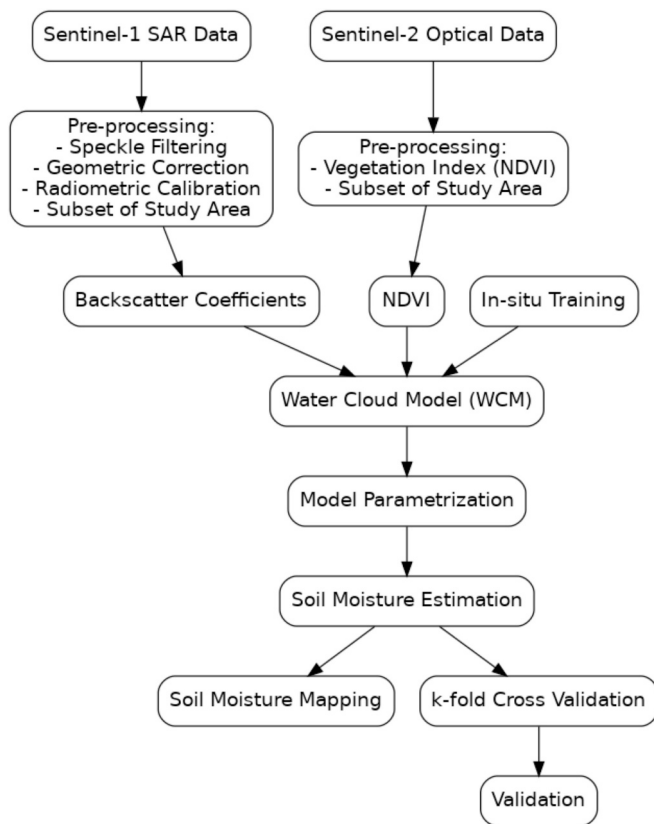 Sentinel-1 SAR Data
Sentinel-2 Optical Data
Pre-processing:
- Speckle Filtering
- Geometric Correction
- Radiometric Calibration
- Subset of Study Area
Pre-processing:
- Vegetation Index (NDVI)
- Subset of Study Area
Backscatter Coefficients
NDVI
In-situ Training
Water Cloud Model (WCM)
Model Parametrization
Soil Moisture Estimation
Soil Moisture Mapping
k-fold Cross Validation
Validation